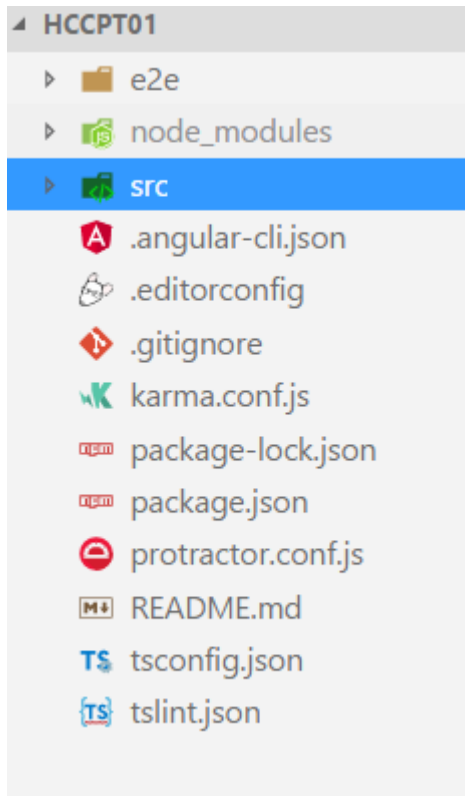 HCCPT01
e2e
node_modules
src
.angular-cli.json
.editorconfig
.gitignore
karma.conf.js
package-lock.json
package.json
protractor.conf.js
README.md
tsconfig.json
tslint.json